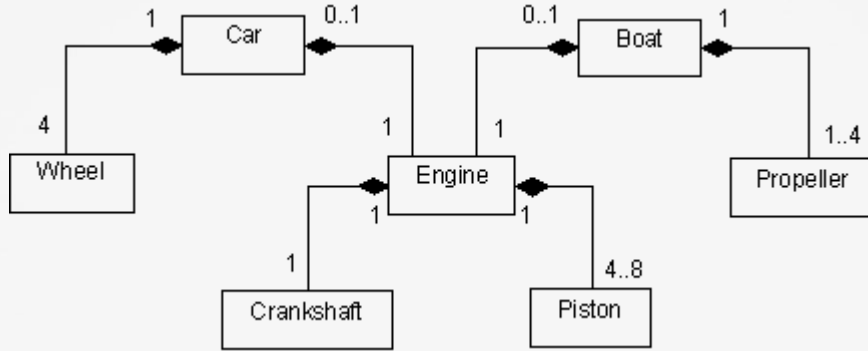 1
Car
0..1
0..1
Boat
1
4
1
1
1..4
Wheel
Engine
Propeller
1
1
1
4..8
Crankshaft
Piston